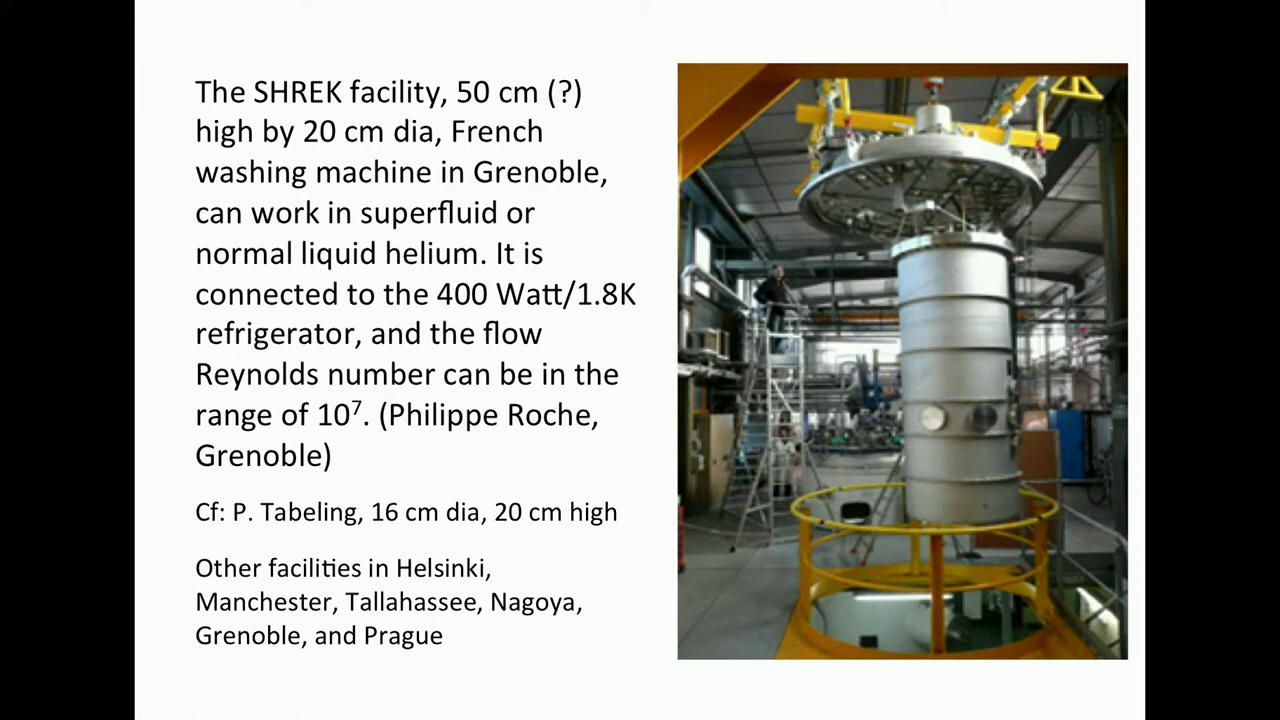 The SHREK facility, 50 cm (?)
high by 20 cm dia, French
washing machine in Grenoble,
can work in superfluid or
normal liquid helium. It is
connected to the 400 Watt/1.8K
refrigerator, and the flow
Reynolds number can be in the
range of 10⁷. (Philippe Roche,
Grenoble)
Cf: P. Tabeling, 16 cm dia, 20 cm high
Other facilities in Helsinki,
Manchester, Tallahassee, Nagoya,
Grenoble, and Prague